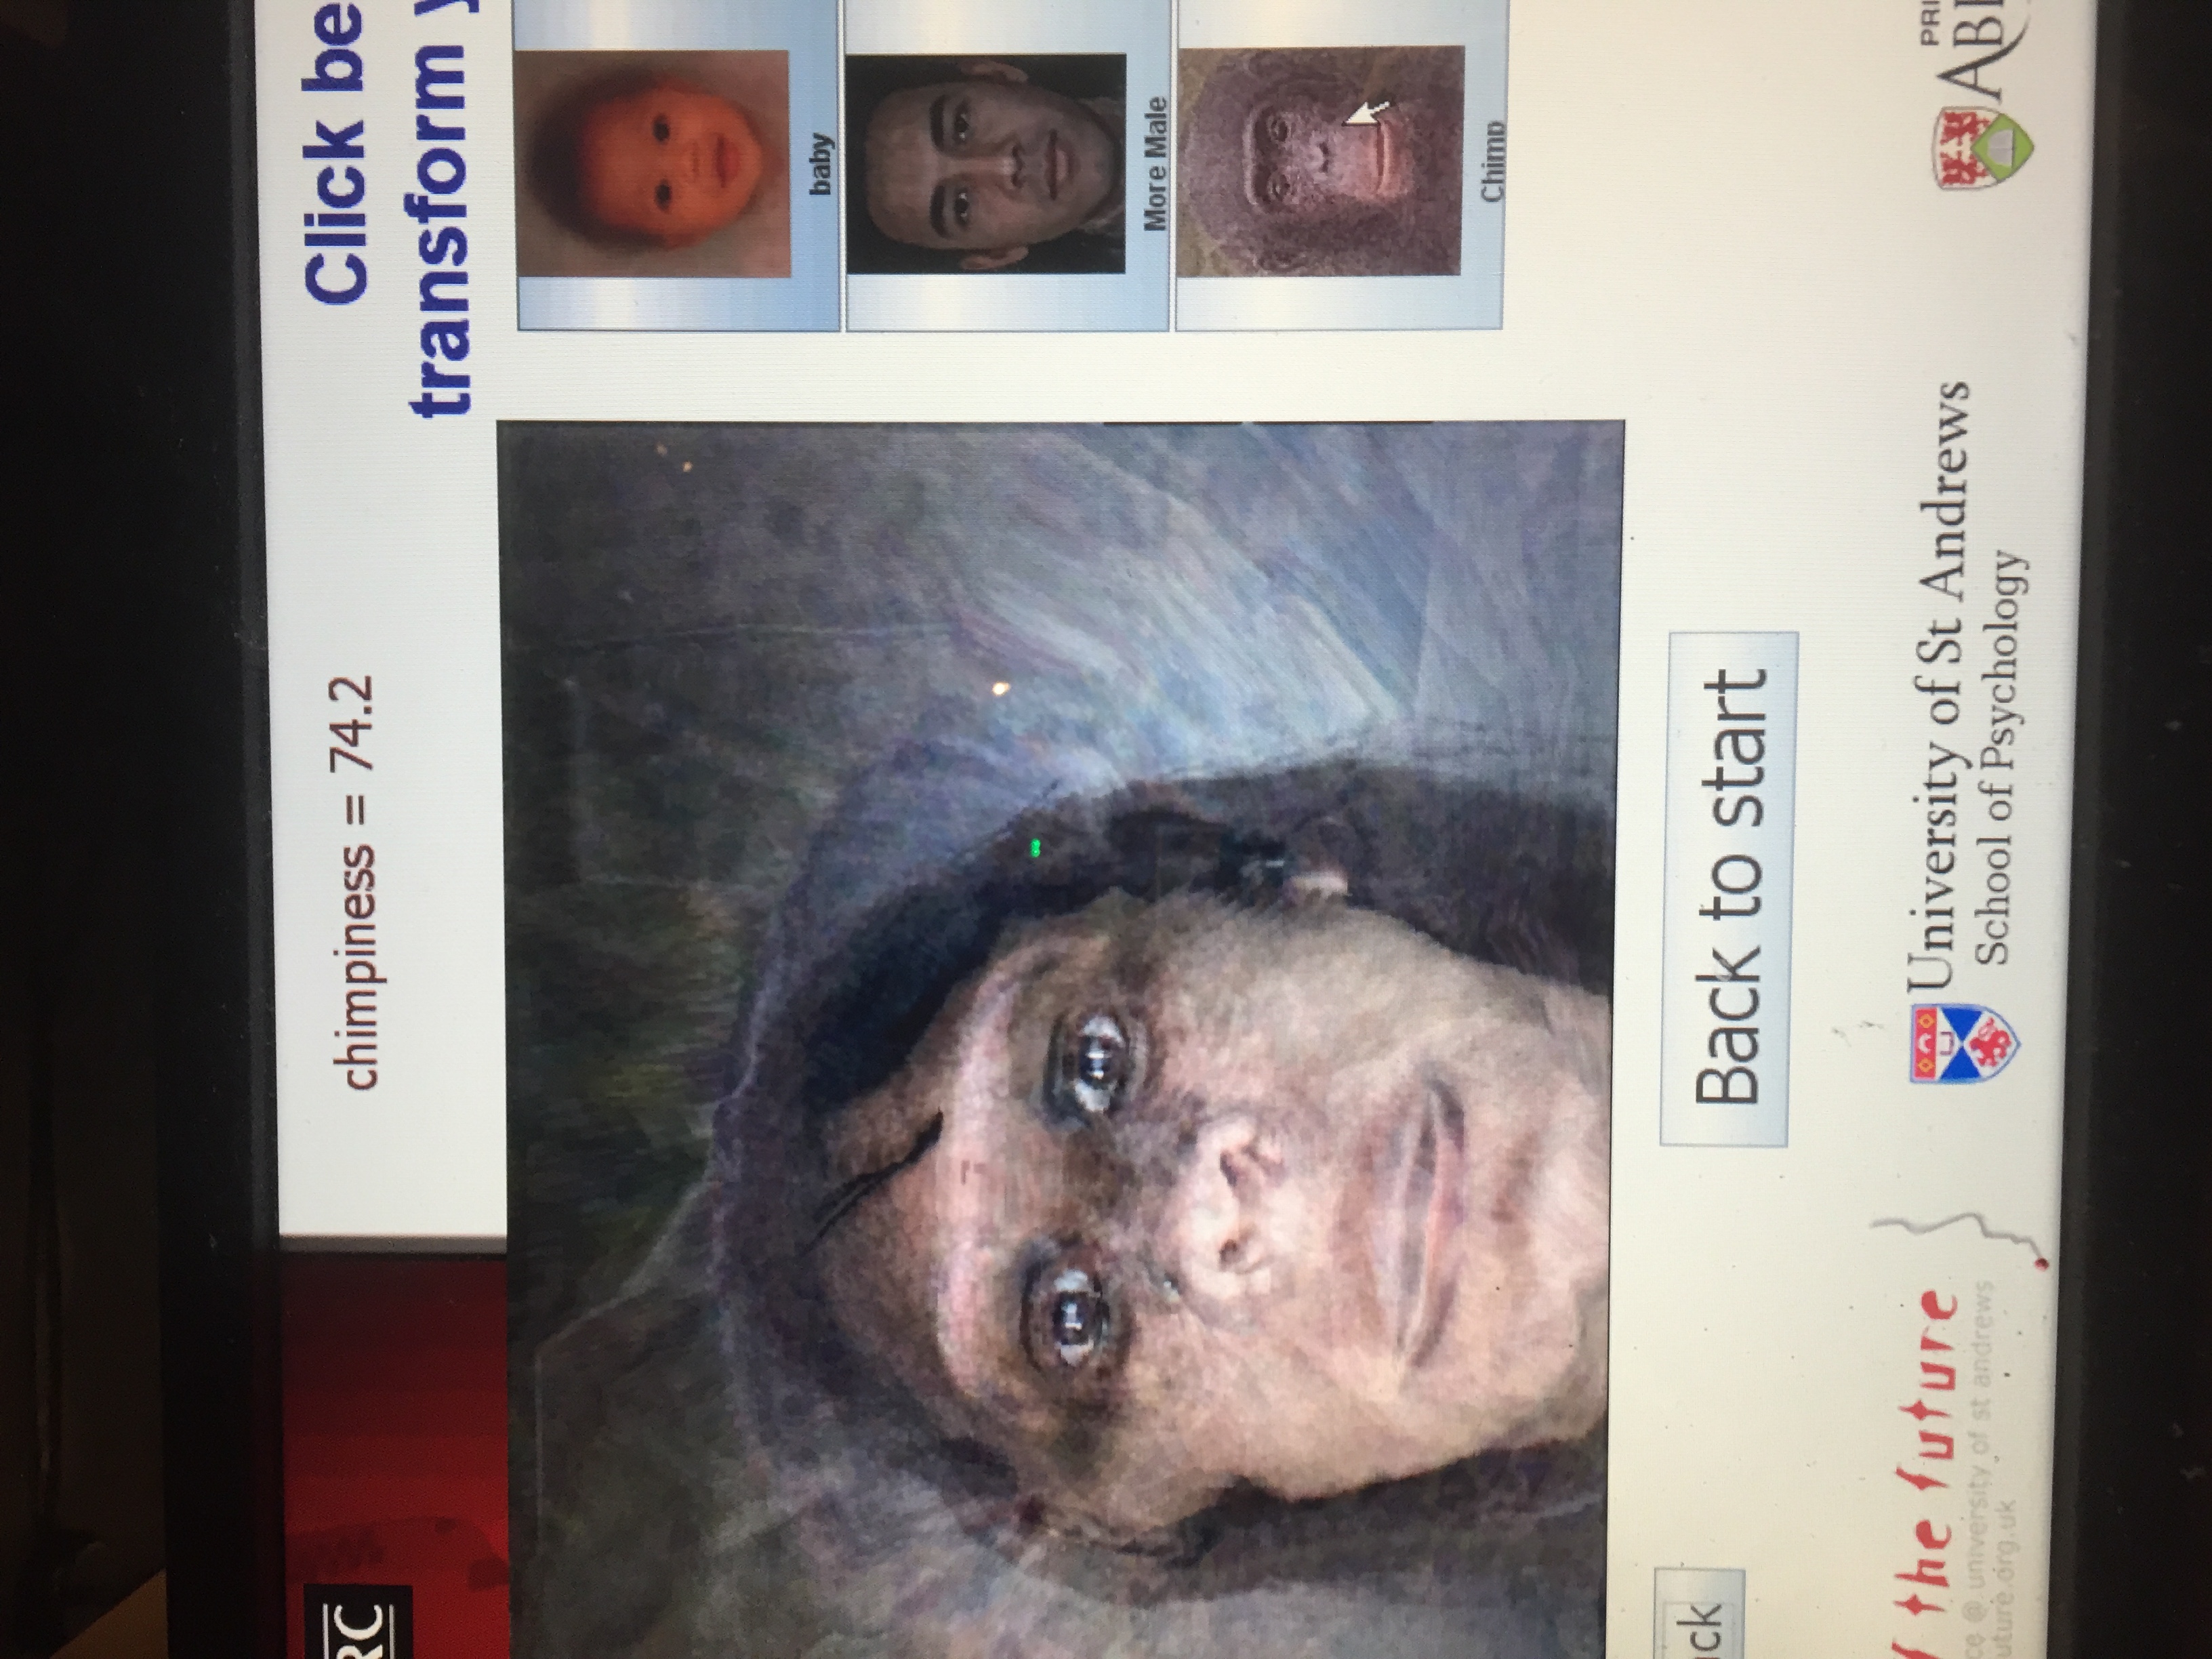 RC
chimpiness = 74.2
Click be
transform y
baby
More Male
Chimp
ck
Back to start
the future
ce @ university of st andrews
uture.org.uk
University of St Andrews
School of Psychology
PRI
ABE